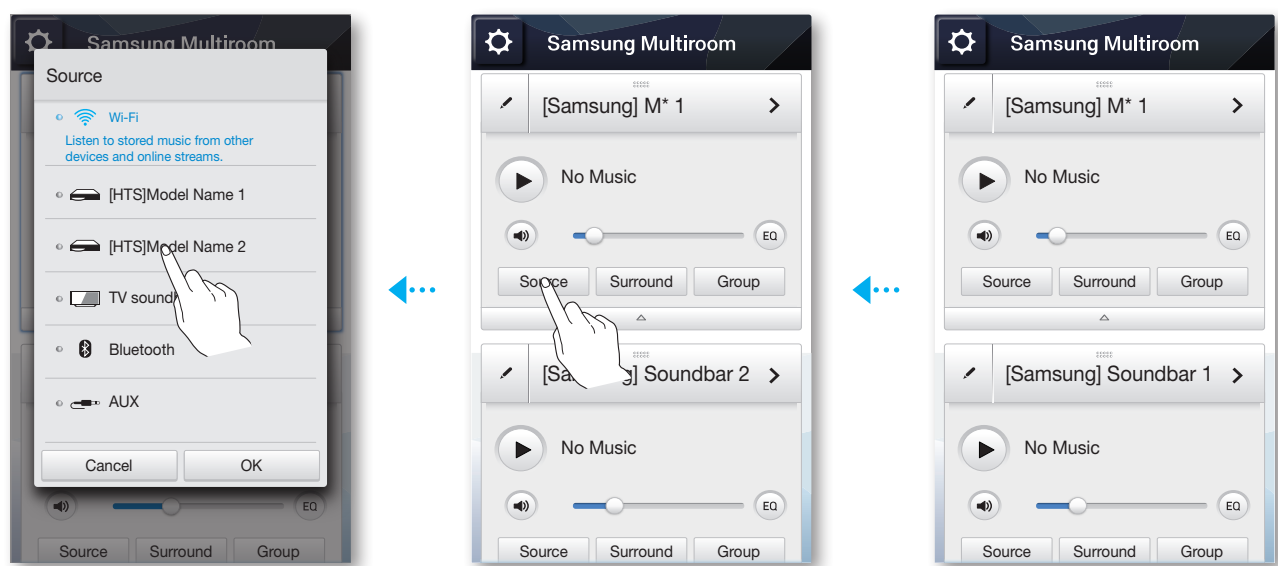 Samsung Multiroom
Source
Wi-Fi
Listen to stored music from other
devices and online streams.
[HTS]Model Name 1
[HTS]Model Name 2
TV sound
Bluetooth
AUX
Cancel
OK
EQ
Source
Surround
Group
Samsung Multiroom
[Samsung] M* 1
No Music
EQ
Source
Surround
Group
[Samsung] Soundbar 2
No Music
EQ
Source
Surround
Group
Samsung Multiroom
[Samsung] M* 1
No Music
EQ
Source
Surround
Group
[Samsung] Soundbar 1
No Music
EQ
Source
Surround
Group